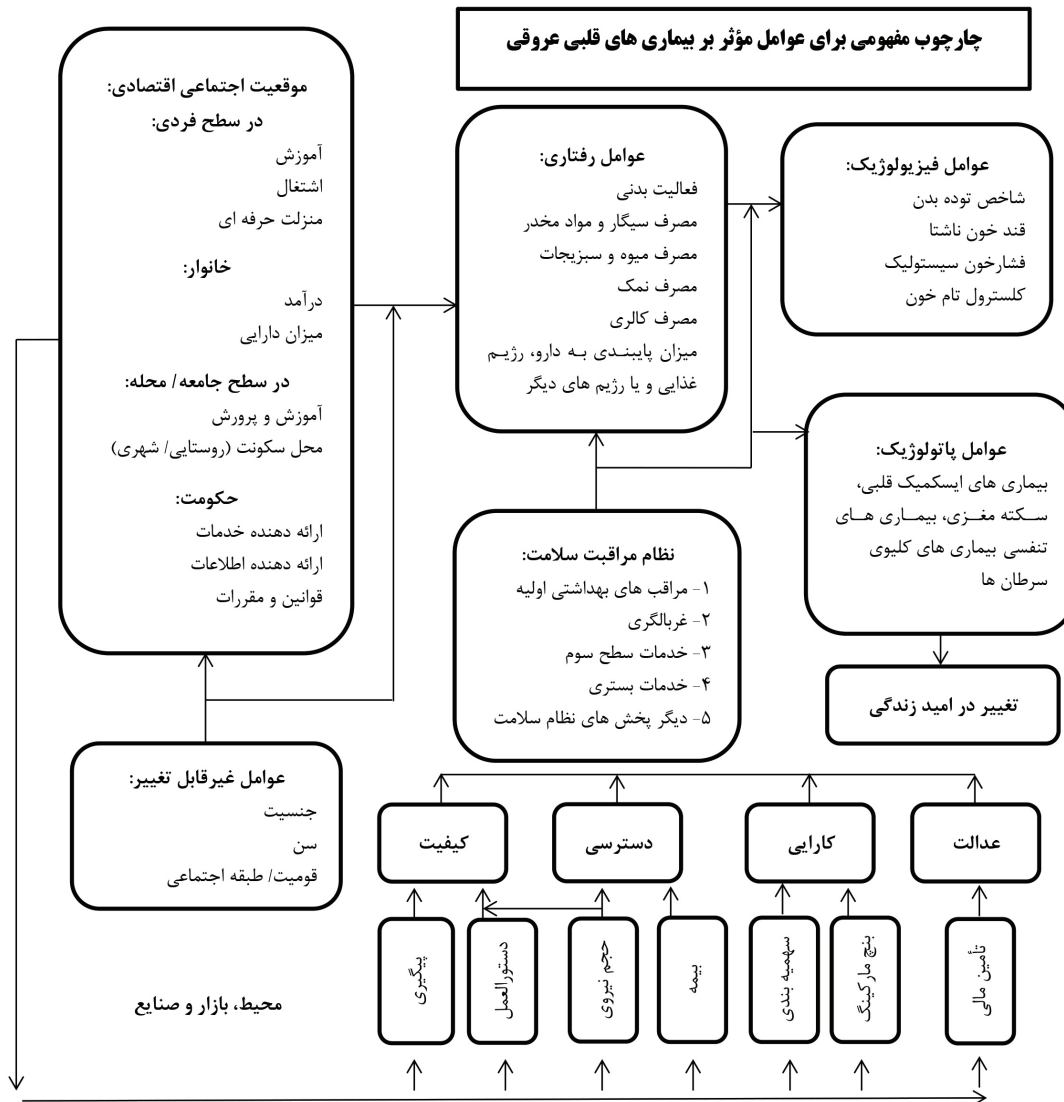 چارچوب مفهومی برای عوامل مؤثر بر بیماری های قلبی عروقی
موقعیت اجتماعی اقتصادی:
در سطح فردی:
آموزش
اشتغال
منزلت حرفه ای
خانوار:
درآمد
میزان دارایی
در سطح جامعه/ محله:
آموزش و پرورش
محل سکونت (روستایی/ شهری)
حکومت:
ارائه دهنده خدمات
ارائه دهنده اطلاعات
قوانین و مقررات
عوامل رفتاری:
فعالیت بدنی
مصرف سیگار و مواد مخدر
مصرف میوه و سبزیجات
مصرف نمک
مصرف کالری
میزان پایبندی به دارو، رژیم
غذایی و یا رژیم های دیگر
عوامل فیزیولوژیک:
شاخص توده بدن
قند خون ناشتا
فشارخون سیستولیک
کلسترول تام خون
عوامل پاتولوژیک:
بیماری های ایسکمیک قلبی،
سکته مغزی، بیماری های
تنفسی بیماری های کلیوی
سرطان ها
تغییر در امید زندگی
نظام مراقبت سلامت:
۱- مراقب های بهداشتی اولیه
۲- غربالگری
۳- خدمات سطح سوم
۴- خدمات بستری
۵- دیگر پخش های نظام سلامت
عوامل غیرقابل تغییر:
جنسیت
سن
قومیت/ طبقه اجتماعی
عدالت
کارایی
دسترسی
کیفیت
تأمین مالی
بنچ مارکینگ
سهمیه بندی
بیمه
حجم نیروی
دستورالعمل
پیگیری
محیط، بازار و صنایع